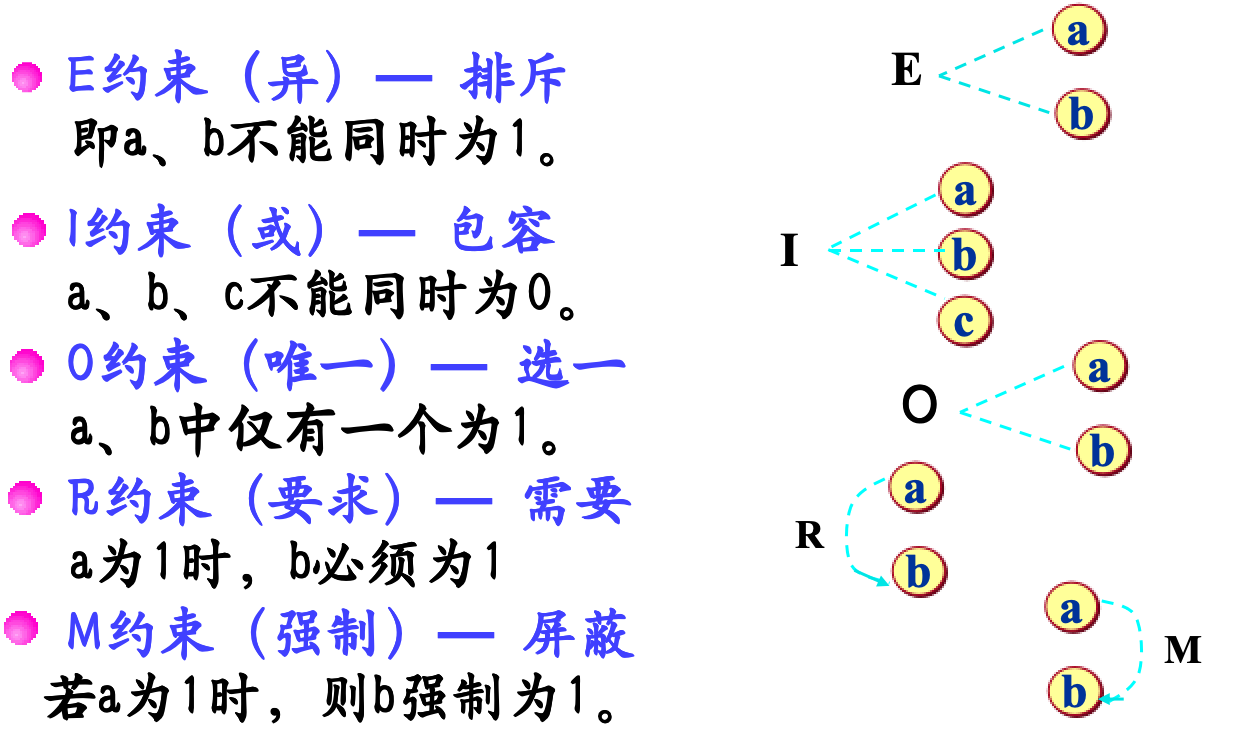 E约束（异）— 排斥
即a、b不能同时为1。
I约束（或）— 包容
a、b、c不能同时为0。
O约束（唯一）— 选一
a、b中仅有一个为1。
R约束（要求）— 需要
a为1时，b必须为1
M约束（强制）— 屏蔽
若a为1时，则b强制为1。
E
a
b
I
a
b
c
O
a
b
R
a
b
M
a
b